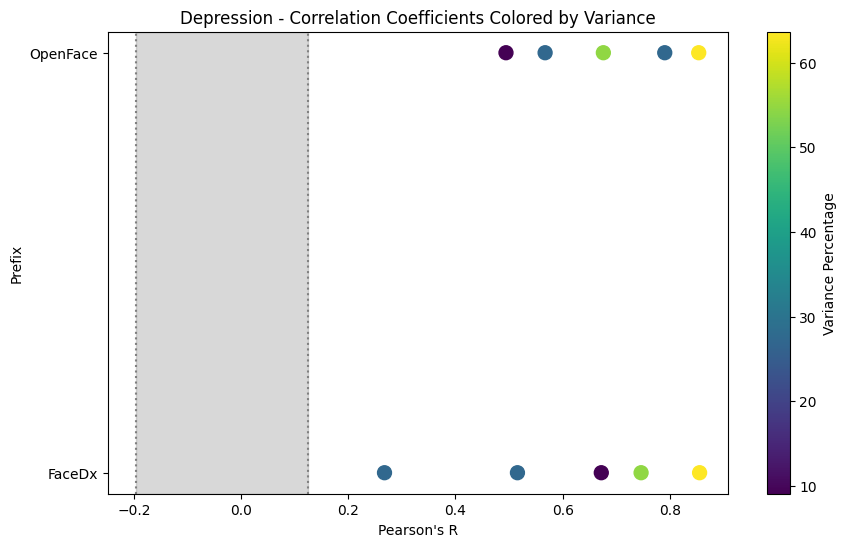 Depression - Correlation Coefficients Colored by Variance
OpenFace
FaceDx
Prefix
−0.2 0.0 0.2 0.4 0.6 0.8
Pearson's R
60
50
40
30
20
10
Variance Percentage